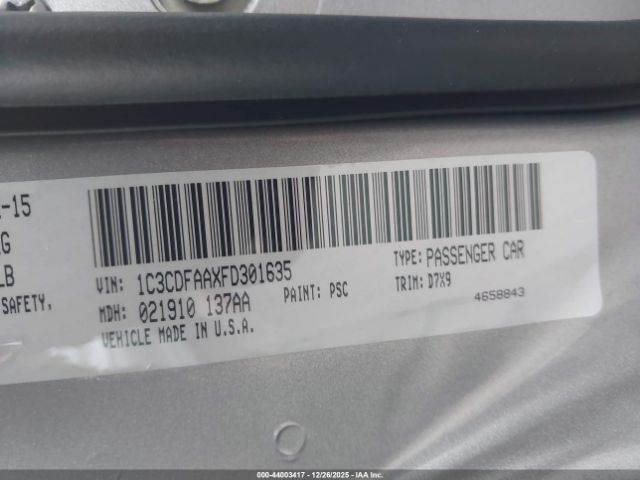 -15
G
LB
SAFETY,
VIN: 1C3CDFAAXFD301635
TYPE: PASSENGER CAR
MDH: 021910 137AA
PAINT: PSC
TRIM: D7X9
VEHICLE MADE IN U.S.A.
4658843
000-44003417 • 12/26/2025 • IAA Inc.